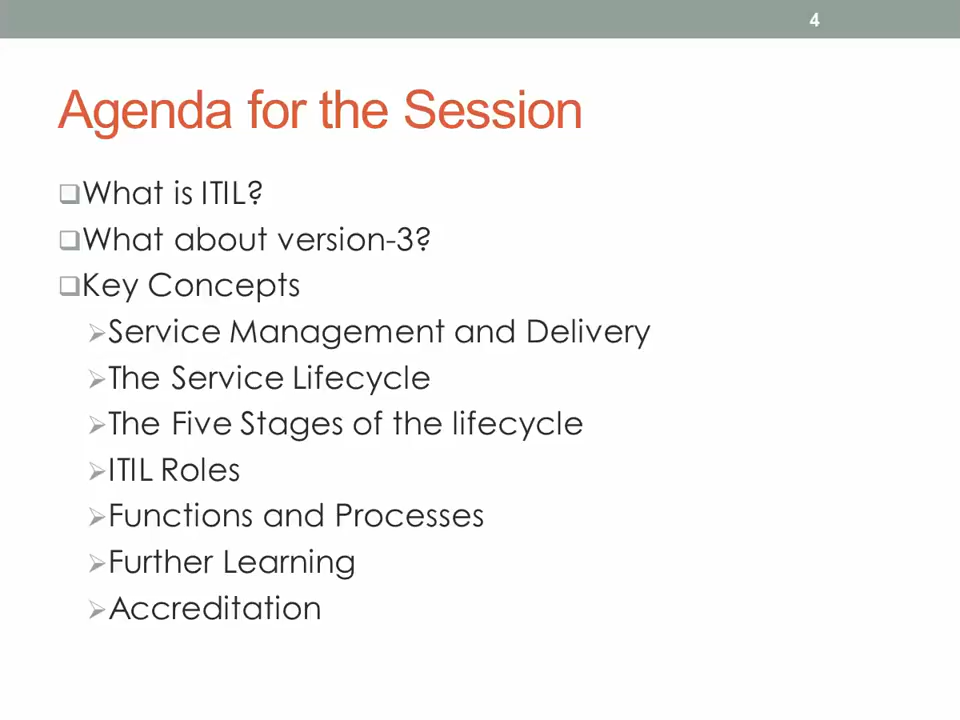 4
Agenda for the Session
What is ITIL?
What about version-3?
Key Concepts
Service Management and Delivery
The Service Lifecycle
The Five Stages of the lifecycle
ITIL Roles
Functions and Processes
Further Learning
Accreditation